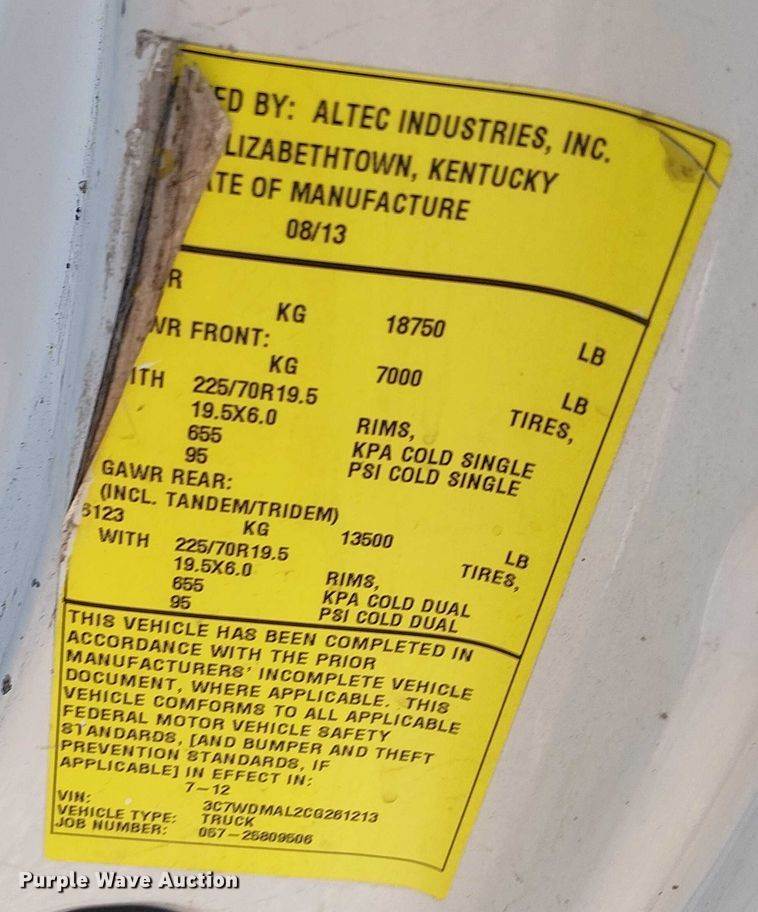 ED BY: ALTEC INDUSTRIES, INC.
LIZABETHTOWN, KENTUCKY
TE OF MANUFACTURE
08/13
R
KG 18750 LB
VR FRONT:
KG 7000 LB
ITH 225/70R19.5 TIRES,
19.5X6.0 RIMS,
655 KPA COLD SINGLE
95 PSI COLD SINGLE
GAWR REAR:
(INCL. TANDEM/TRIDEM)
6123 KG 13500 LB
WITH 225/70R19.5 TIRES,
19.5X6.0 RIMS,
655 KPA COLD DUAL
95 PSI COLD DUAL
THIS VEHICLE HAS BEEN COMPLETED IN
ACCORDANCE WITH THE PRIOR
MANUFACTURERS' INCOMPLETE VEHICLE
DOCUMENT, WHERE APPLICABLE. THIS
VEHICLE COMFORMS TO ALL APPLICABLE
FEDERAL MOTOR VEHICLE SAFETY
STANDARDS, [AND BUMPER AND THEFT
PREVENTION STANDARDS, IF
APPLICABLE] IN EFFECT IN:
7-12
VIN: 3C7WDMAL2CG261213
VEHICLE TYPE: TRUCK
JOB NUMBER: 057-25809506
Purple Wave Auction